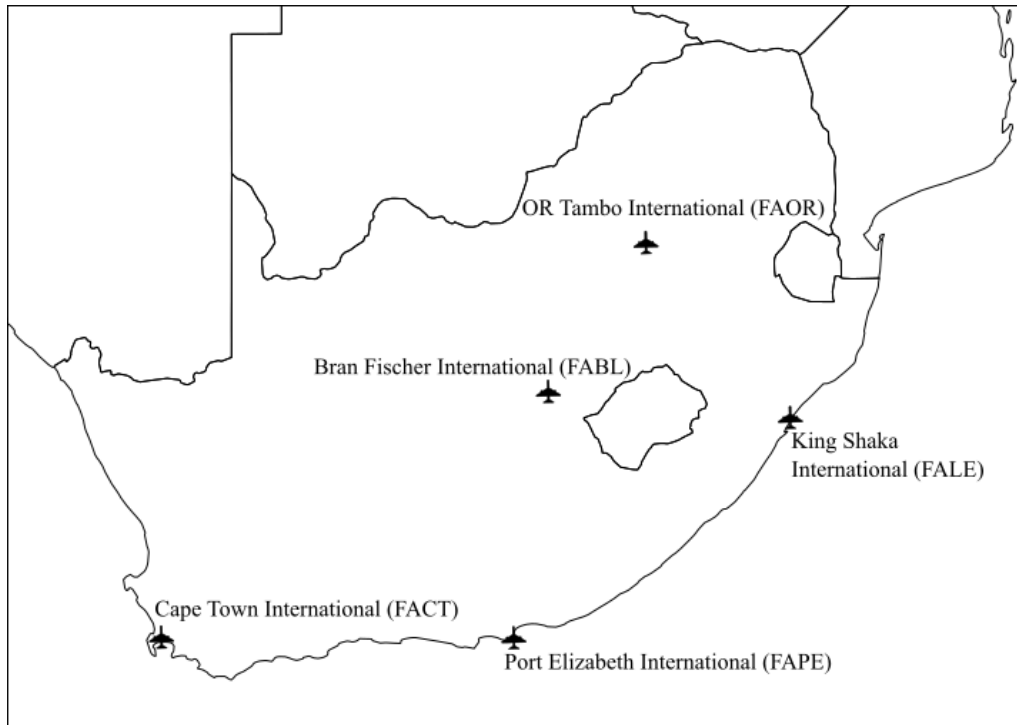 OR Tambo International (FAOR)
Bran Fischer International (FABL)
King Shaka
International (FALE)
Cape Town International (FACT)
Port Elizabeth International (FAPE)